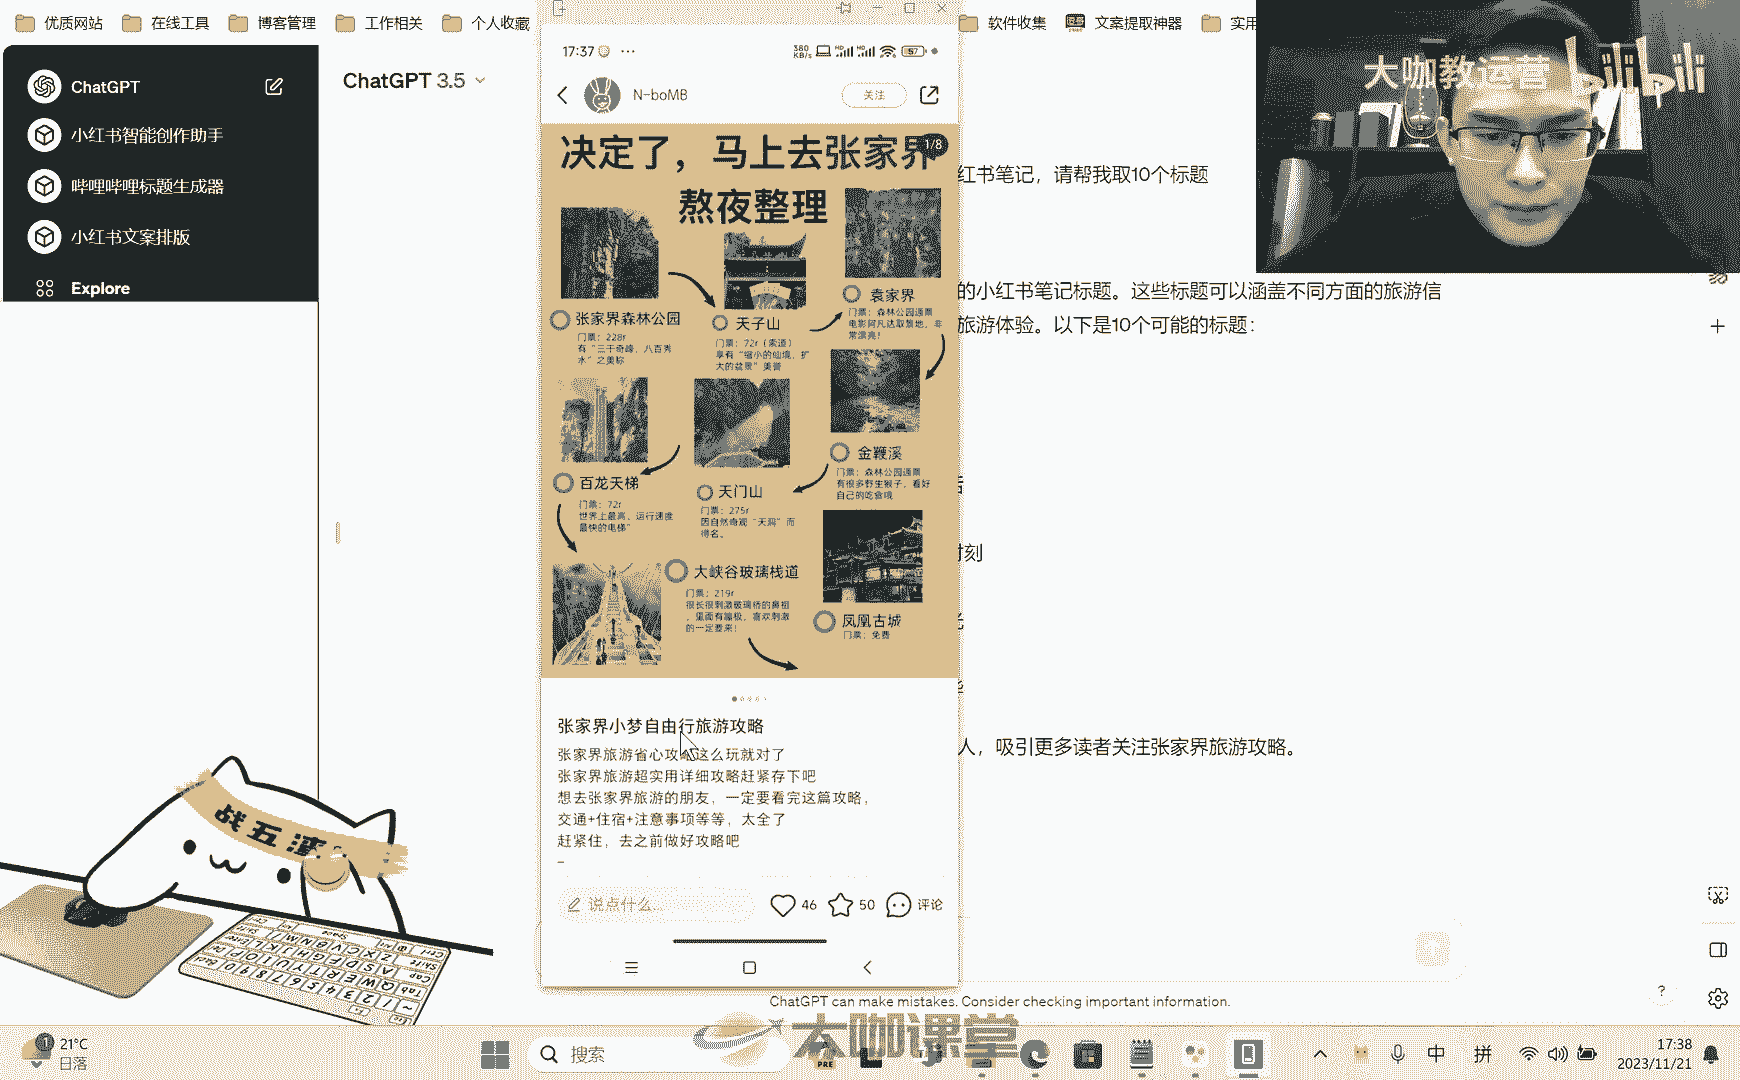 优质网站
在线工具
博客管理
工作相关
个人收藏
软件收集
文案提取神器
实用
ChatGPT
小红书智能创作助手
哔哩哔哩标题生成器
小红书文案排版
Explore
ChatGPT 3.5
17:37
380 KB/s
57
N-boMB
关注
1/8
决定了，马上去张家界
熬夜整理
张家界森林公园
门票：228r
有“三千奇峰，八百秀
水”之美称
天子山
门票：72r（索道）
享有“缩小的仙境，扩
大的盆景”美誉
袁家界
门票：森林公园通票
电影阿凡达取景地，非
常漂亮！
金鞭溪
门票：森林公园通票
有很多野生猴子，看好
自己的吃食哦
百龙天梯
门票：72r
世界上最高、运行速度
最快的电梯”
天门山
门票：275r
因自然奇观“天洞”而
得名。
大峡谷玻璃栈道
门票：219r
很长很刺激玻璃桥的鼻祖
，里面有蹦极，喜欢刺激
的一定要来！
凤凰古城
门票：免费
张家界小梦自由行旅游攻略
张家界旅游省心攻略这么玩就对了
张家界旅游超实用详细攻略赶紧存下吧
想去张家界旅游的朋友，一定要看完这篇攻略，
交通+住宿+注意事项等等，太全了
赶紧住，去之前做好攻略吧
–
说点什么...
46
50
评论
红书笔记，请帮我取10个标题
的小红书笔记标题。这些标题可以涵盖不同方面的旅游信
旅游体验。以下是10个可能的标题：
时刻
人，吸引更多读者关注张家界旅游攻略。
ChatGPT can make mistakes. Consider checking important information.
?
大咖教运营 bilibili
大咖课堂
1
21°C
日落
搜索
PRE
中
拼
17:38
2023/11/21